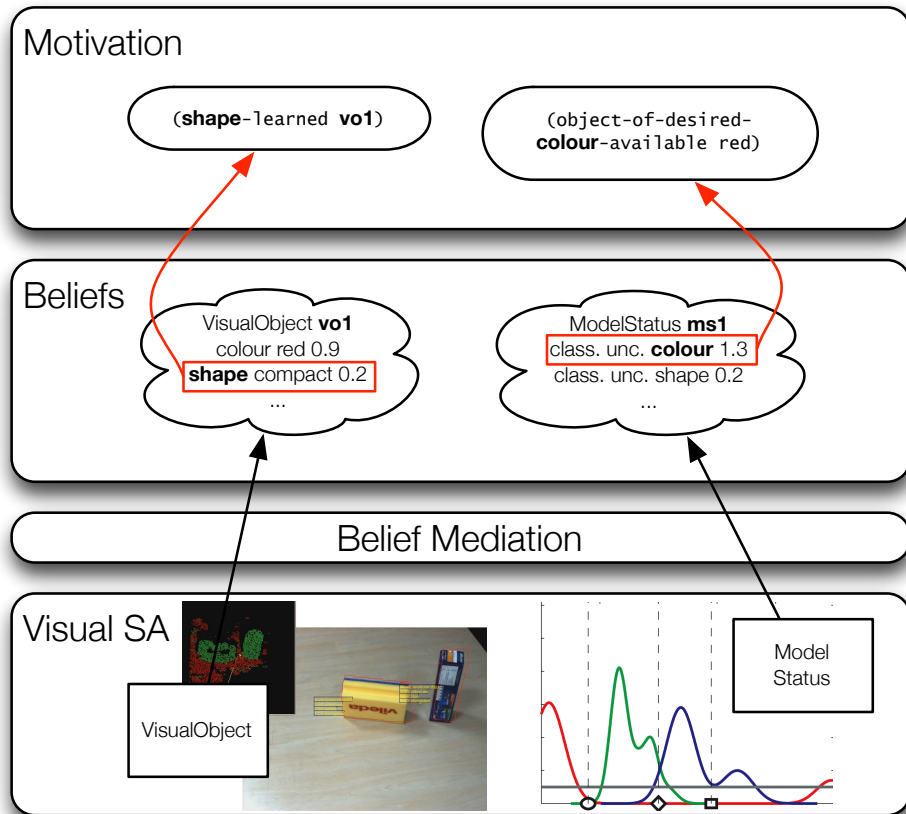 Motivation
(shape-learned vo1)
(object-of-desired-
colour-available red)
Beliefs
VisualObject vo1
colour red 0.9
shape compact 0.2
...
ModelStatus ms1
class. unc. colour 1.3
class. unc. shape 0.2
...
Belief Mediation
Visual SA
VisualObject
vileda
Model
Status